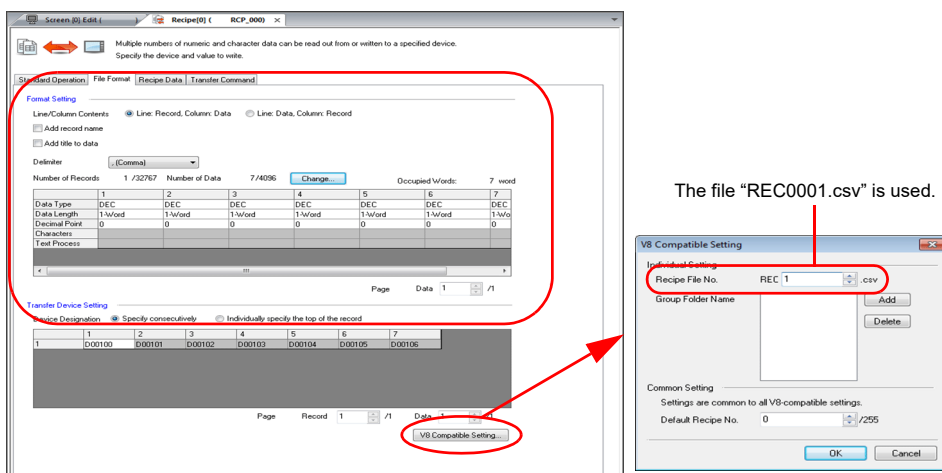 Screen [0] Edit (          )
Recipe[0] (          RCP_000)
Multiple numbers of numeric and character data can be read out from or written to a specified device.
Specify the device and value to write.
Standard Operation File Format Recipe Data Transfer Command
Format Setting
Line/Column Contents Line: Record, Column: Data Line: Data, Column: Record
Add record name
Add title to data
Delimiter , (Comma)
Number of Records 1 /32767 Number of Data 7/4096 Change... Occupied Words: 7 word
1 2 3 4 5 6 7
Data Type DEC DEC DEC DEC DEC DEC DEC
Data Length 1-Word 1-Word 1-Word 1-Word 1-Word 1-Word 1-Wo
Decimal Point 0 0 0 0 0 0 0
Characters
Text Process
Page Data 1 /1
Transfer Device Setting
Device Designation Specify consecutively Individually specify the top of the record
1 2 3 4 5 6 7
1 D00100 D00101 D00102 D00103 D00104 D00105 D00106
Page Record 1 /1 Data 1 /1
V8 Compatible Setting...
The file “REC0001.csv” is used.
V8 Compatible Setting
Individual Setting
Recipe File No. REC 1 .csv
Group Folder Name Add
Delete
Common Setting
Settings are common to all V8-compatible settings.
Default Recipe No. 0 /255
OK Cancel